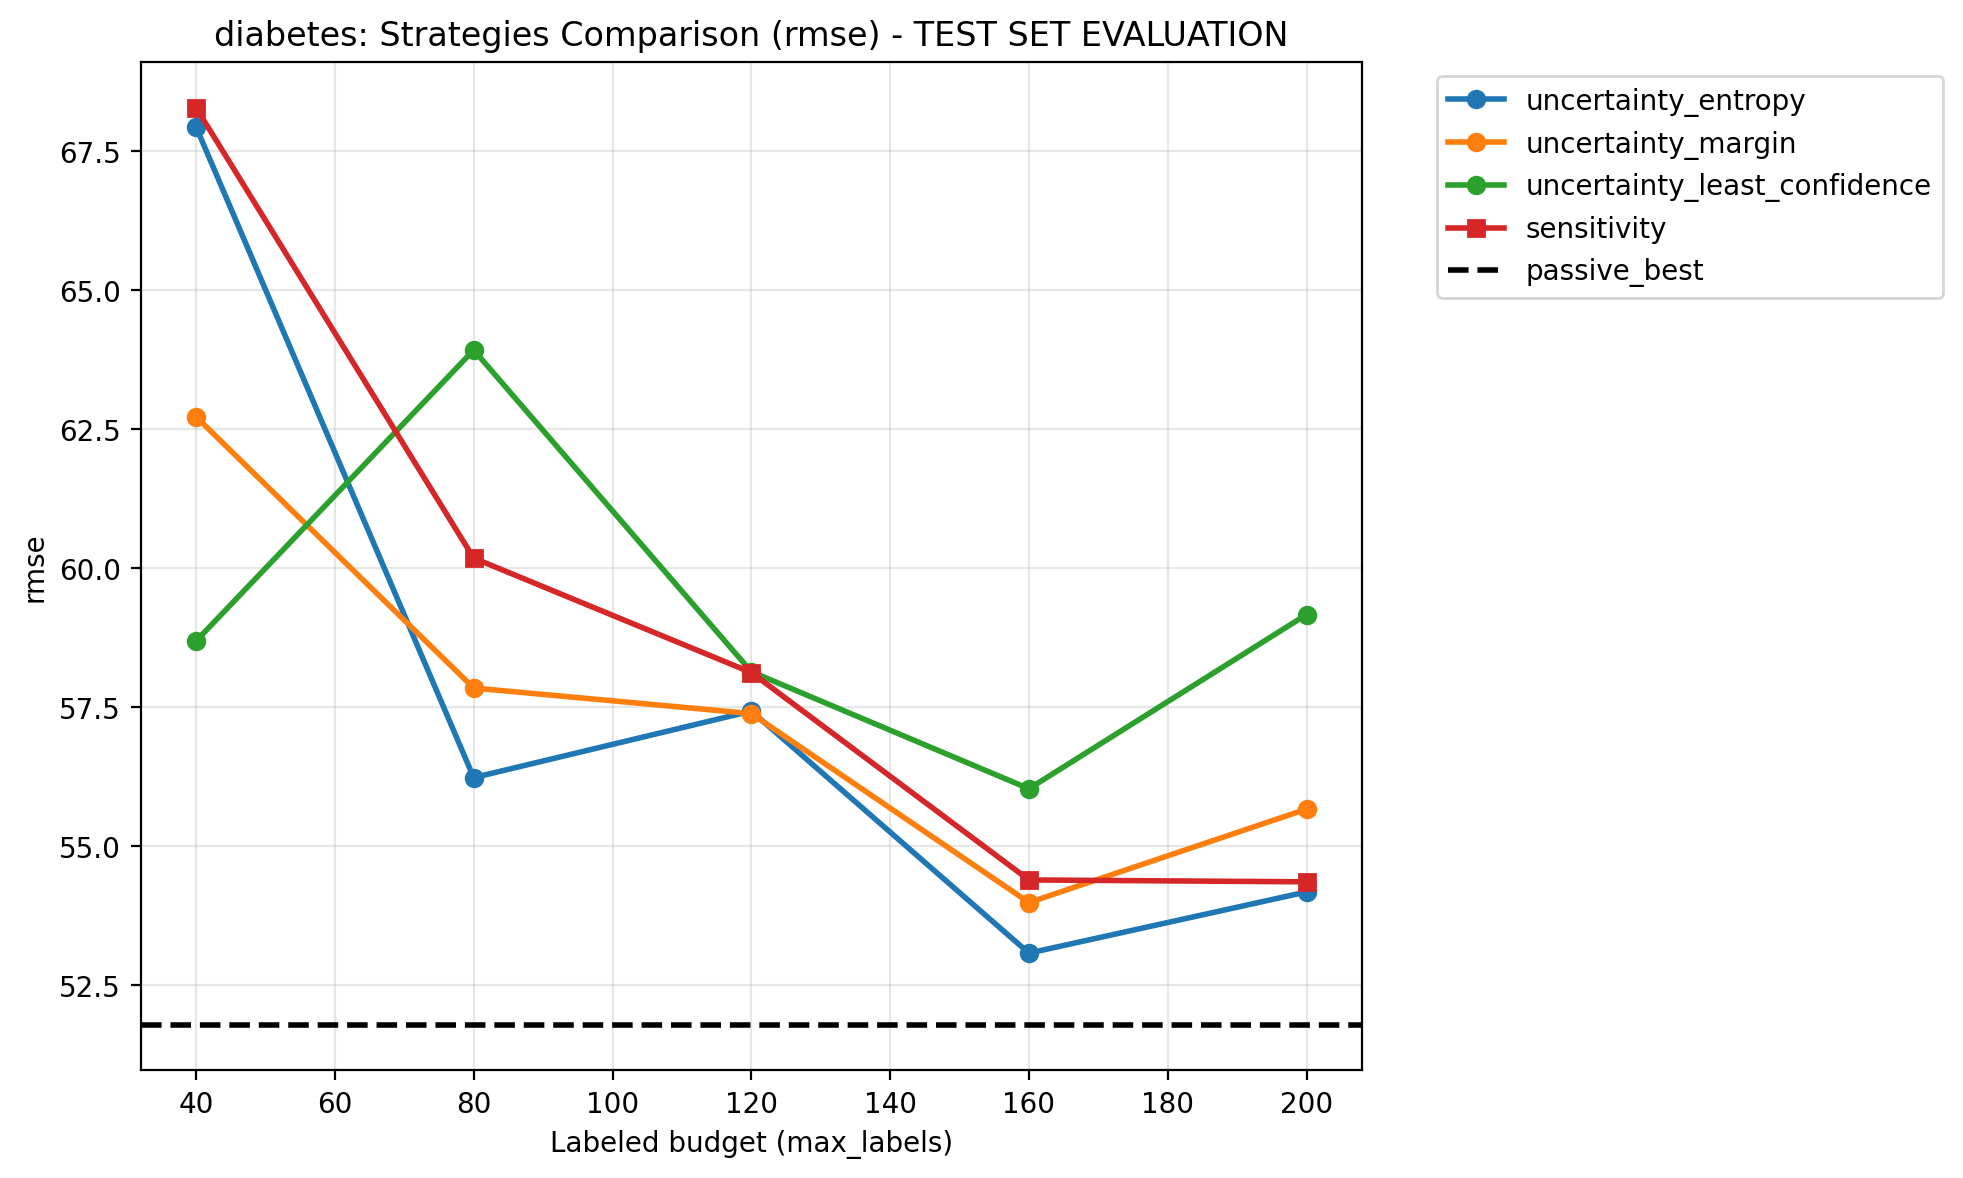 diabetes: Strategies Comparison (rmse) - TEST SET EVALUATION
uncertainty_entropy
uncertainty_margin
uncertainty_least_confidence
sensitivity
passive_best
rmse
67.5
65.0
62.5
60.0
57.5
55.0
52.5
40 60 80 100 120 140 160 180 200
Labeled budget (max_labels)